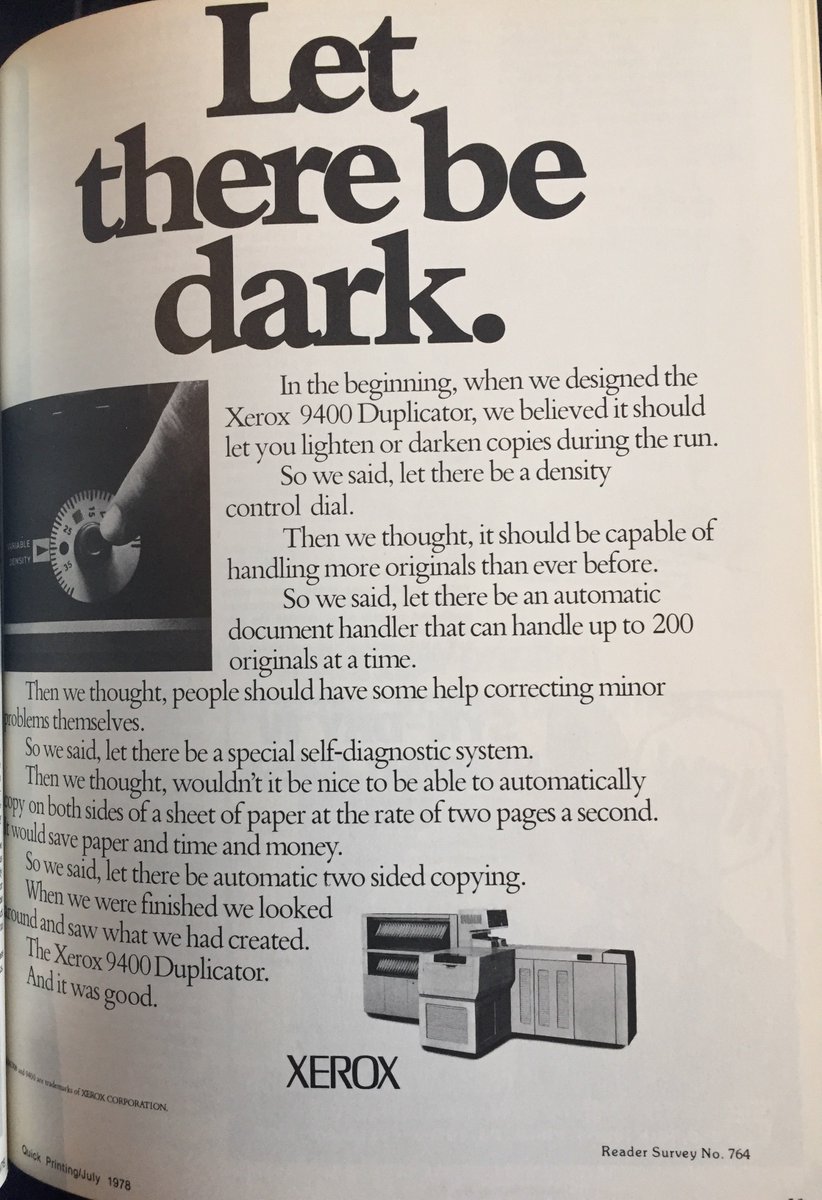 Let
there be
dark.
In the beginning, when we designed the
Xerox 9400 Duplicator, we believed it should
let you lighten or darken copies during the run.
So we said, let there be a density
control dial.
Then we thought, it should be capable of
handling more originals than ever before.
So we said, let there be an automatic
document handler that can handle up to 200
originals at a time.
DENSITY
35
25
15
Then we thought, people should have some help correcting minor
problems themselves.
So we said, let there be a special self-diagnostic system.
Then we thought, wouldn't it be nice to be able to automatically
copy on both sides of a sheet of paper at the rate of two pages a second.
It would save paper and time and money.
So we said, let there be automatic two sided copying.
When we were finished we looked
around and saw what we had created.
The Xerox 9400 Duplicator.
And it was good.
XEROX
and 9400 are trademarks of XEROX CORPORATION.
Quick Printing/July 1978
Reader Survey No. 764